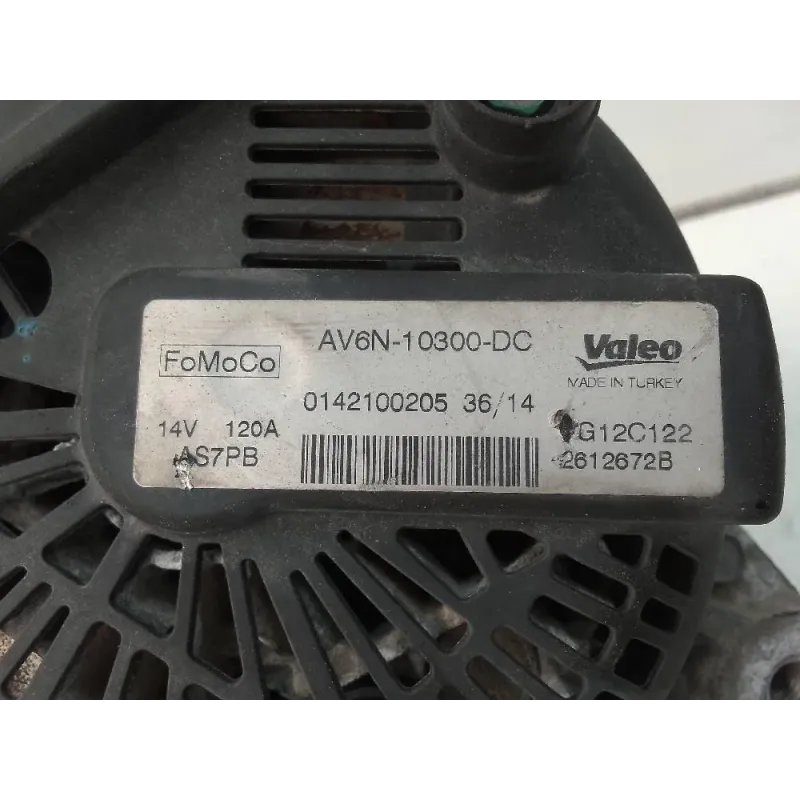 FoMoCo
AV6N-10300-DC
Valeo
MADE IN TURKEY
0142100205 36/14
14V 120A
AS7PB
G12C122
2612672B